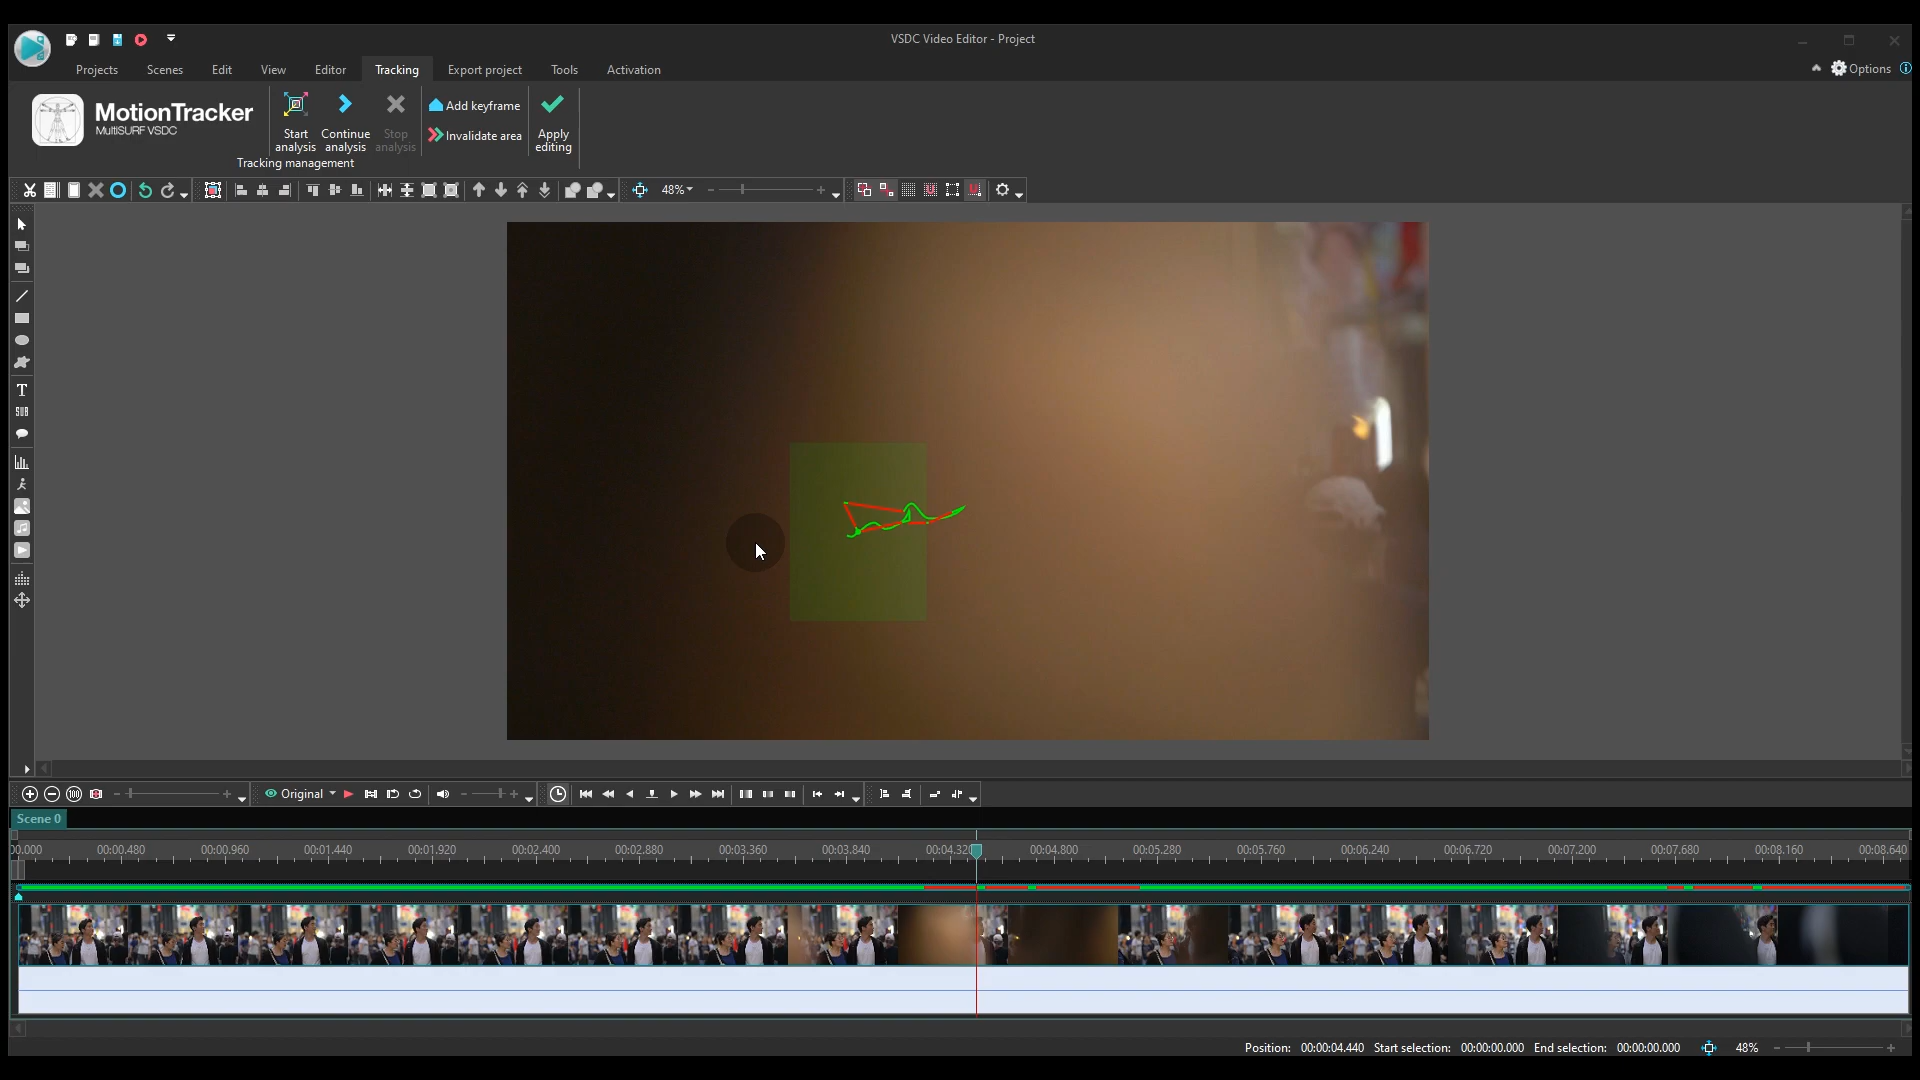 VSDC Video Editor - Project
Projects Scenes Edit View Editor Tracking Export project Tools Activation Options
MotionTracker
MultiSURF VSDC
Start analysis
Continue analysis
Stop analysis
Add keyframe
Invalidate area
Apply editing
Tracking management
48%
T
SUB
100
Original
Scene 0
00.000 00:00.480 00:00.960 00:01.440 00:01.920 00:02.400 00:02.880 00:03.360 00:03.840 00:04.320 00:04.800 00:05.280 00:05.760 00:06.240 00:06.720 00:07.200 00:07.680 00:08.160 00:08.640
Position: 00:00:04.440 Start selection: 00:00:00.000 End selection: 00:00:00.000 48%